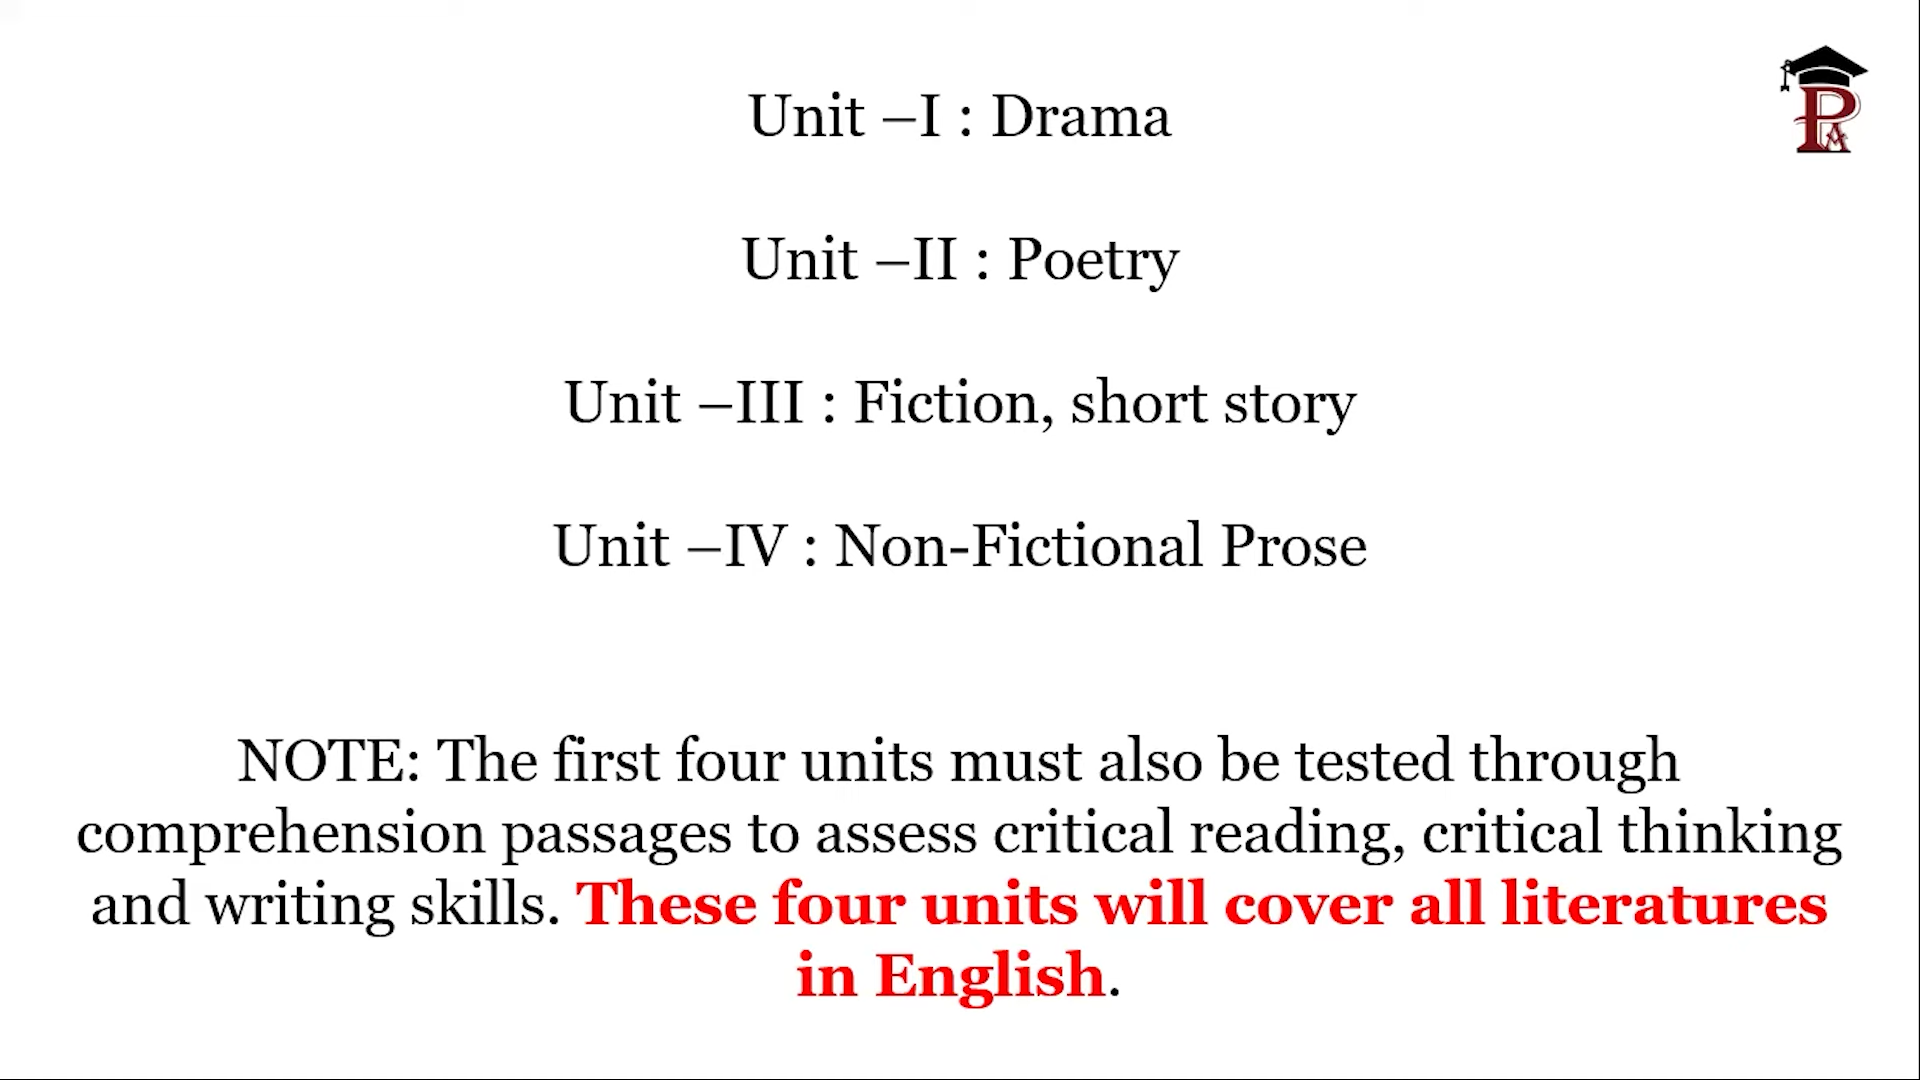 Unit –I : Drama
PA
Unit –II : Poetry
Unit –III : Fiction, short story
Unit –IV : Non-Fictional Prose
NOTE: The first four units must also be tested through
comprehension passages to assess critical reading, critical thinking
and writing skills. These four units will cover all literatures
in English.